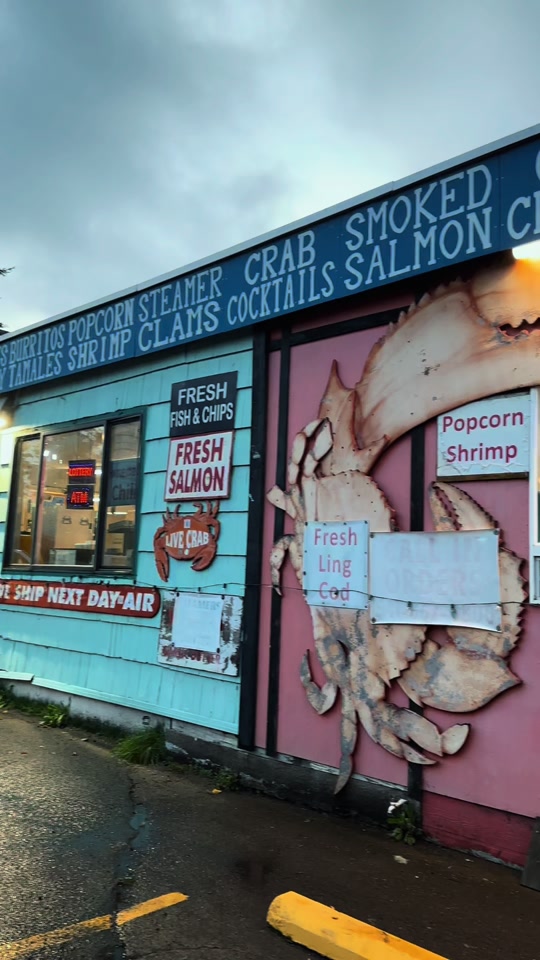 BURRITOS POPCORN STEAMER CRAB SMOKED
TAMALES SHRIMP CLAMS COCKTAILS SALMON
FRESH
FISH & CHIPS
FRESH
SALMON
LIVE CRAB
ATM
SHIP NEXT DAY-AIR
Popcorn
Shrimp
Fresh
Ling
Cod